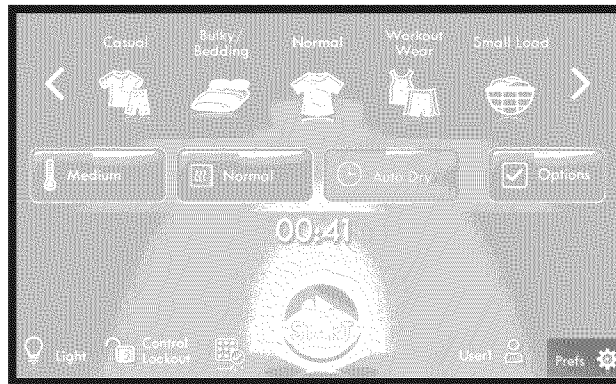 Casual
Bulky/
Bedding
Normal
Workout
Wear
Small Load
Medium
Normal
Auto Dry
Options
00:41
START
Light
Control
Lockout
User1
Prefs